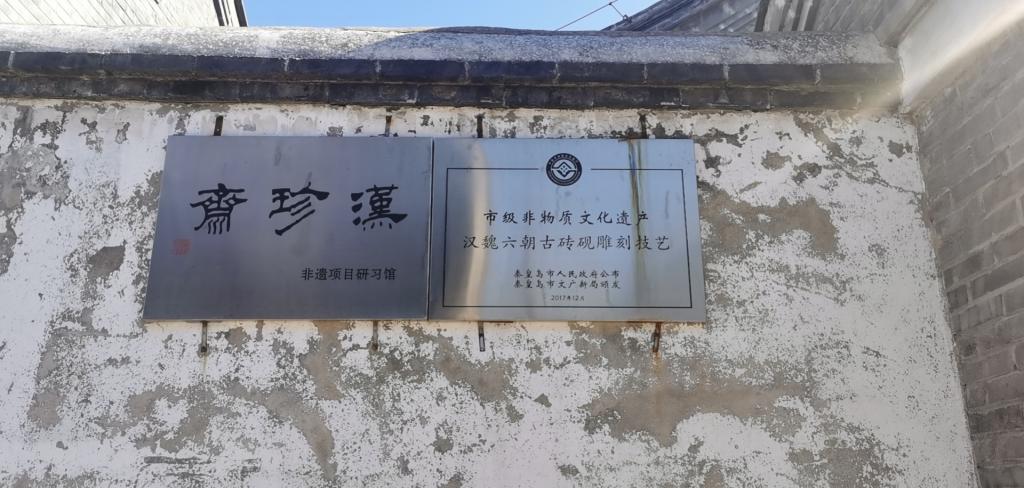 齋珍漢
非遗项目研习馆
市级非物质文化遗产
汉魏六朝古砖砚雕刻技艺
秦皇岛市人民政府公布
秦皇岛市文广新局颁发
2017年12月